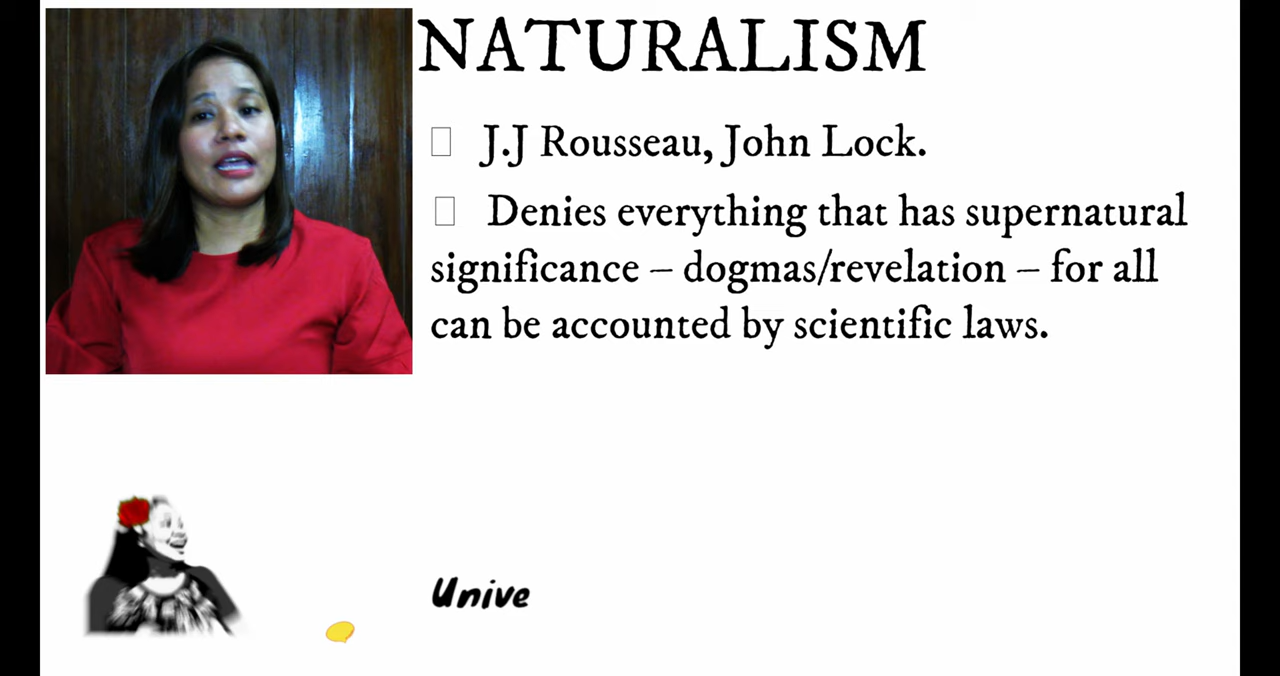 NATURALISM
J.J Rousseau, John Lock.
Denies everything that has supernatural
significance – dogmas/revelation – for all
can be accounted by scientific laws.
Unive